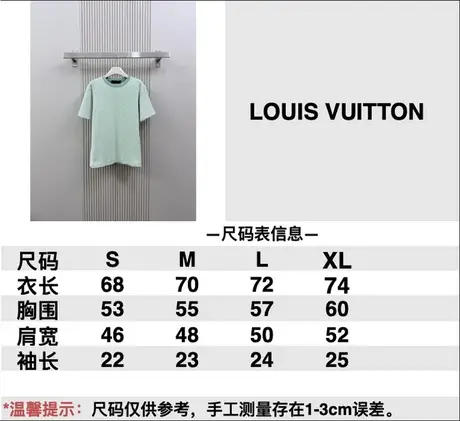 LOUIS VUITTON
—尺码表信息—
尺码 S M L XL
衣长 68 70 72 74
胸围 53 55 57 60
肩宽 46 48 50 52
袖长 22 23 24 25
*温馨提示：尺码仅供参考，手工测量存在1-3cm误差。